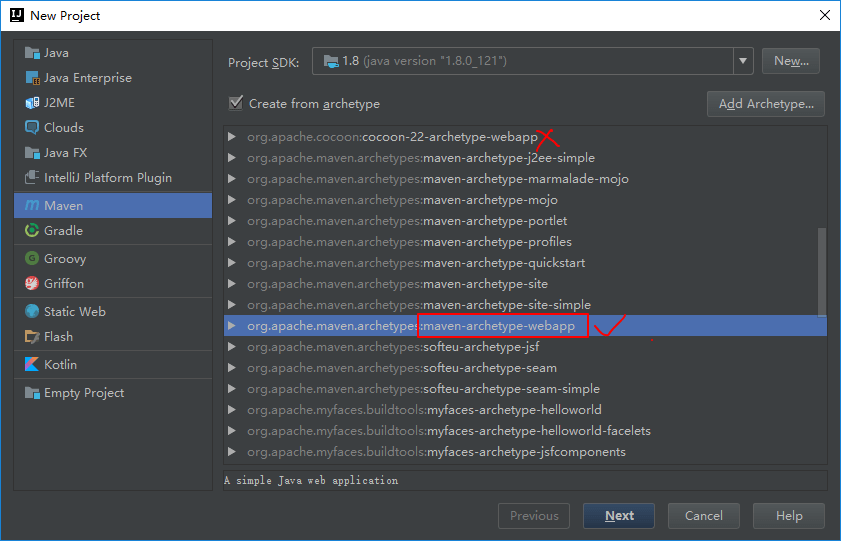 New Project
Java
Java Enterprise
J2ME
Clouds
Java FX
IntelliJ Platform Plugin
Maven
Gradle
Groovy
Griffon
Static Web
Flash
Kotlin
Empty Project
Project SDK: 1.8 (java version "1.8.0_121") New...
Create from archetype Add Archetype...
org.apache.cocoon:cocoon-22-archetype-webapp
org.apache.maven.archetypes:maven-archetype-j2ee-simple
org.apache.maven.archetypes:maven-archetype-marmalade-mojo
org.apache.maven.archetypes:maven-archetype-mojo
org.apache.maven.archetypes:maven-archetype-portlet
org.apache.maven.archetypes:maven-archetype-profiles
org.apache.maven.archetypes:maven-archetype-quickstart
org.apache.maven.archetypes:maven-archetype-site
org.apache.maven.archetypes:maven-archetype-site-simple
org.apache.maven.archetypes:maven-archetype-webapp
org.apache.maven.archetypes:softeu-archetype-jsf
org.apache.maven.archetypes:softeu-archetype-seam
org.apache.maven.archetypes:softeu-archetype-seam-simple
org.apache.myfaces.buildtools:myfaces-archetype-helloworld
org.apache.myfaces.buildtools:myfaces-archetype-helloworld-facelets
org.apache.myfaces.buildtools:myfaces-archetype-jsfcomponents
A simple Java web application
Previous Next Cancel Help